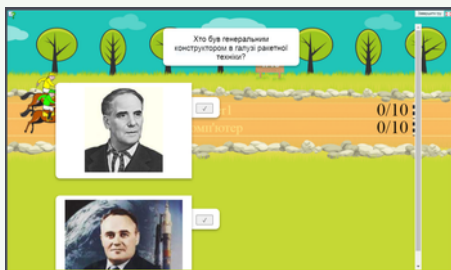 Хто був генеральним
конструктором в галузі ракетної
техніки?
0/10
0/10